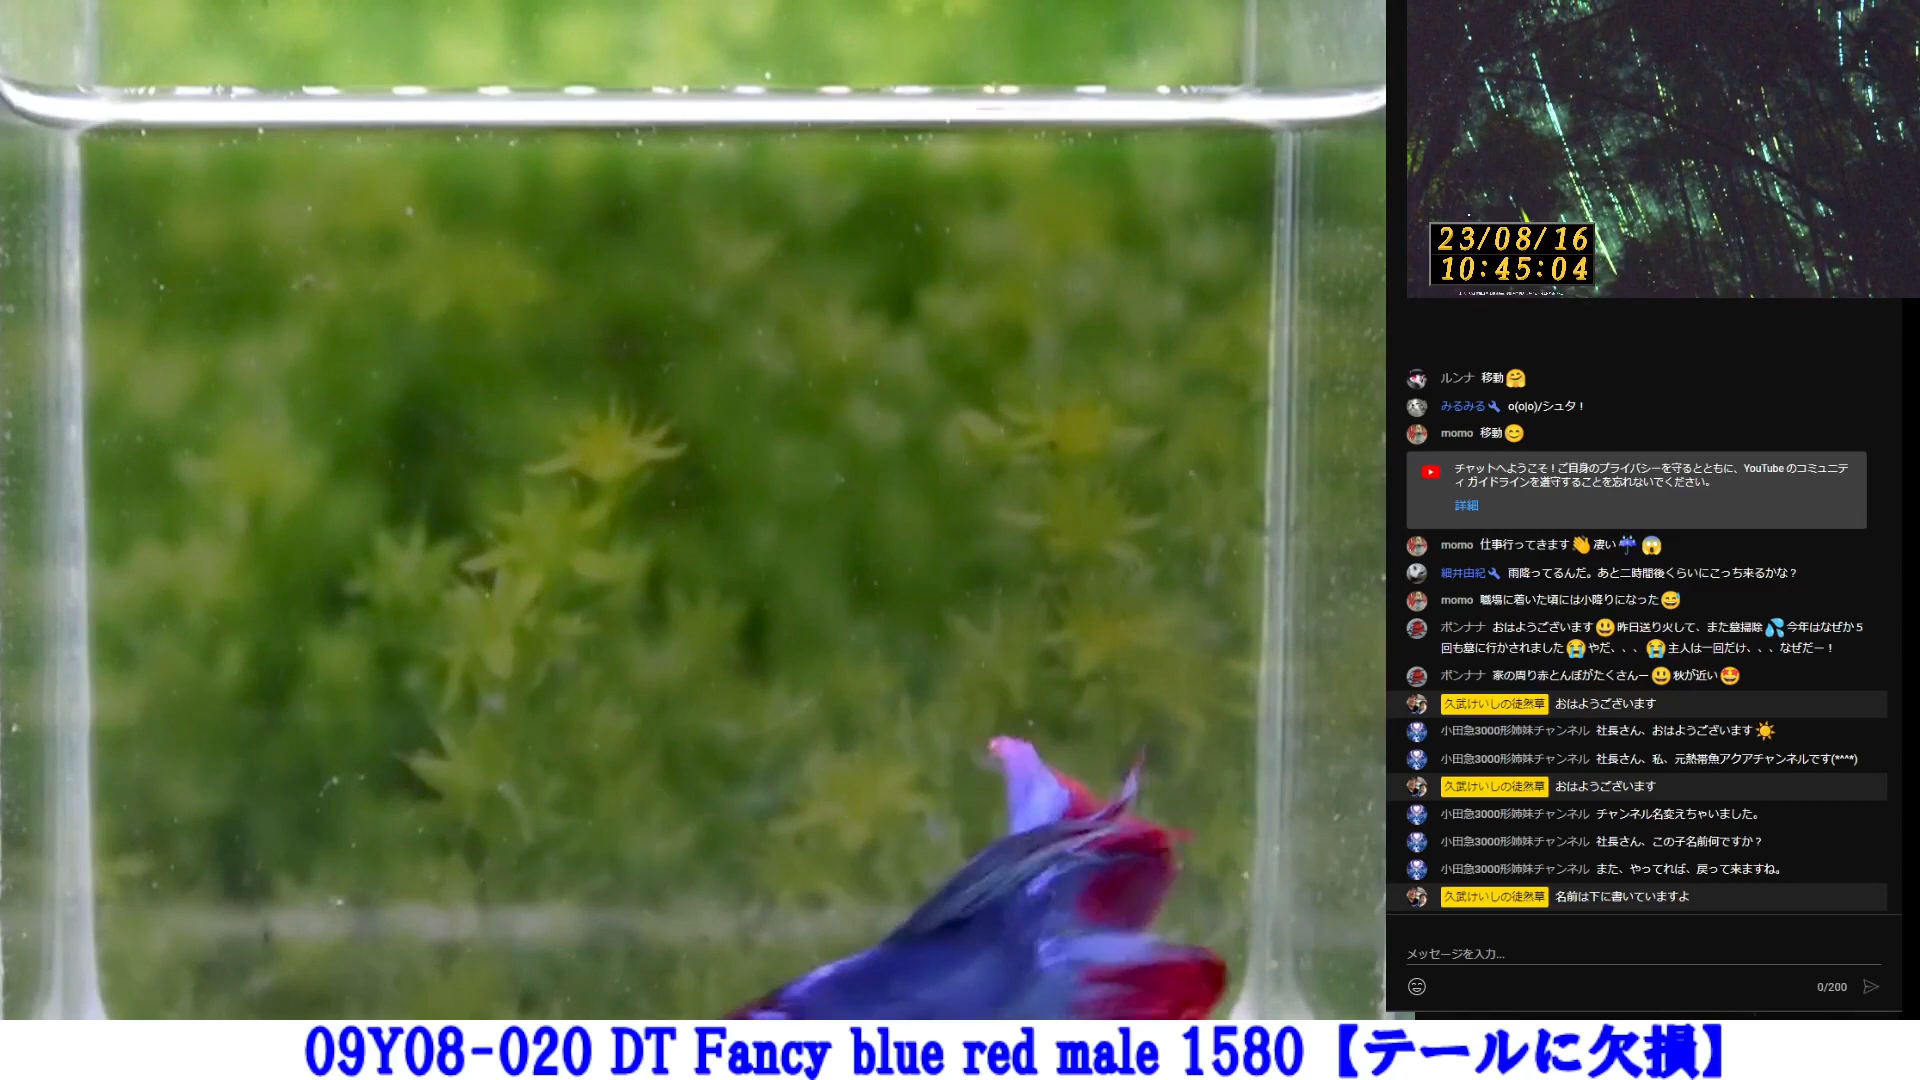 23/08/16
10:45:04
ルンナ 移動🤗
みるみる🔧 o(o|o)/シュタ！
momo 移動😊
チャットへようこそ！ご自身のプライバシーを守るとともに、YouTube のコミュニテ
ィ ガイドラインを遵守することを忘れないでください。
詳細
momo 仕事行ってきます👋凄い☔😱
細井由紀🔧 雨降ってるんだ。あと二時間後くらいにこっち来るかな？
momo 職場に着いた頃には小降りになった😅
ボンナナ おはようございます😃昨日送り火して、また墓掃除💦今年はなぜか５
回も墓に行かされました😭やだ、、、😭主人は一回だけ、、、なぜだー！
ボンナナ 家の周り赤とんぼがたくさんー😃秋が近い🤩
久武けいしの徒然草 おはようございます
小田急3000形姉妹チャンネル 社長さん、おはようございます☀
小田急3000形姉妹チャンネル 社長さん、私、元熱帯魚アクアチャンネルです(*^^*)
久武けいしの徒然草 おはようございます
小田急3000形姉妹チャンネル チャンネル名変えちゃいました。
小田急3000形姉妹チャンネル 社長さん、この子名前何ですか？
小田急3000形姉妹チャンネル また、やってれば、戻って来ますね。
久武けいしの徒然草 名前は下に書いていますよ
メッセージを入力...
0/200
09Y08-020 DT Fancy blue red male 1580【テールに欠損】